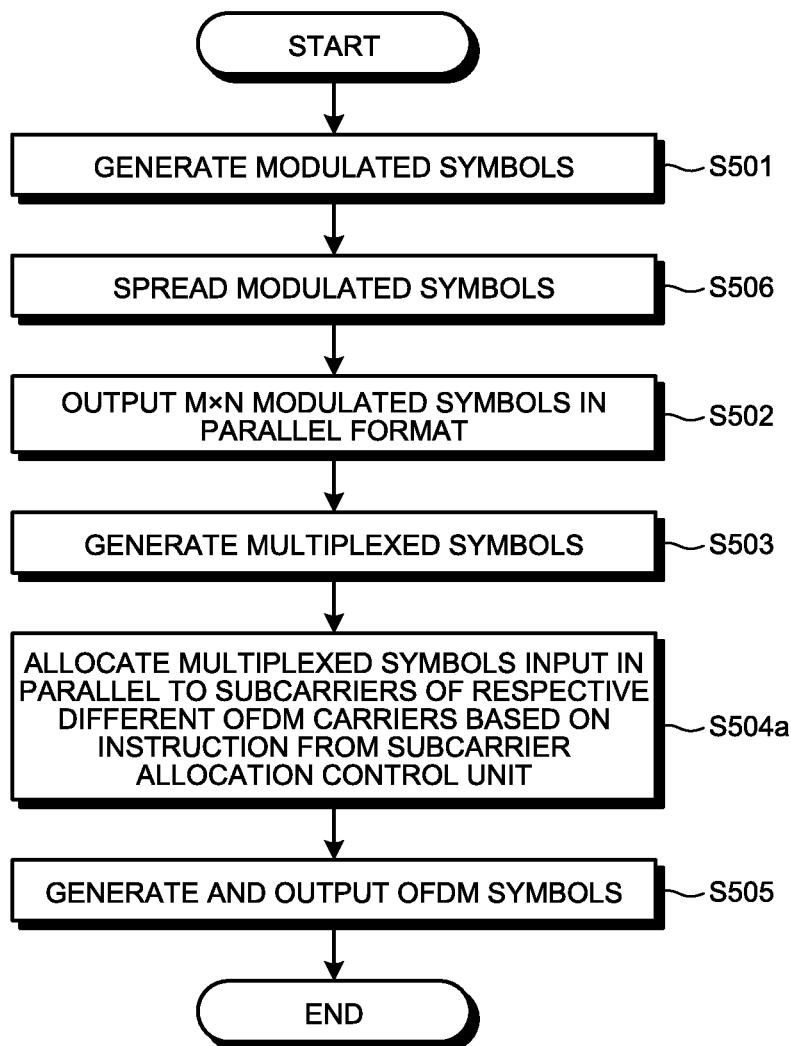 START
GENERATE MODULATED SYMBOLS
S501
SPREAD MODULATED SYMBOLS
S506
OUTPUT M×N MODULATED SYMBOLS IN
PARALLEL FORMAT
S502
GENERATE MULTIPLEXED SYMBOLS
S503
ALLOCATE MULTIPLEXED SYMBOLS INPUT IN
PARALLEL TO SUBCARRIERS OF RESPECTIVE
DIFFERENT OFDM CARRIERS BASED ON
INSTRUCTION FROM SUBCARRIER
ALLOCATION CONTROL UNIT
S504a
GENERATE AND OUTPUT OFDM SYMBOLS
S505
END